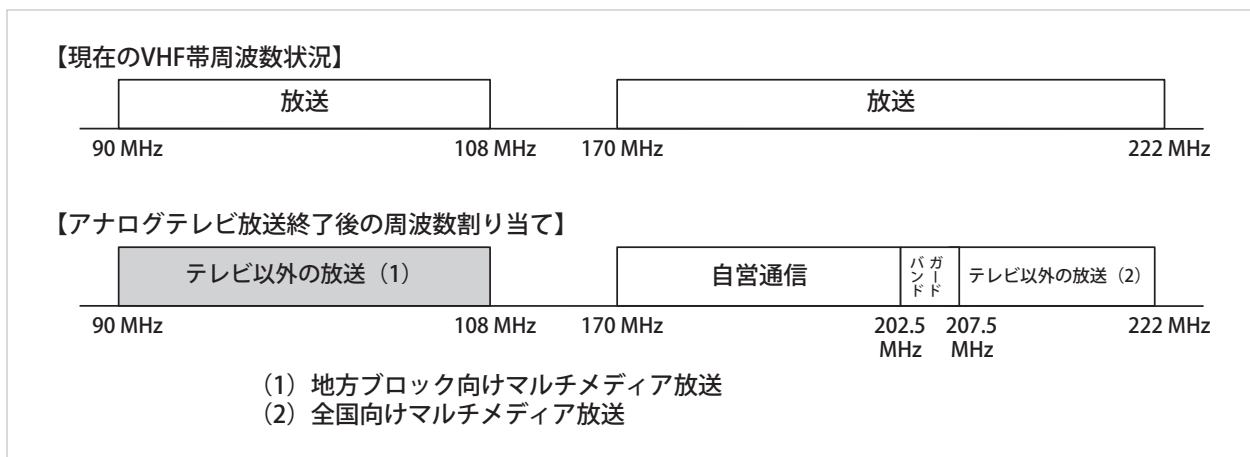 【現在のVHF帯周波数状況】
放送
放送
90 MHz
108 MHz
170 MHz
222 MHz
【アナログテレビ放送終了後の周波数割り当て】
テレビ以外の放送（1）
自営通信
ガード
バンド
テレビ以外の放送（2）
90 MHz
108 MHz
170 MHz
202.5
MHz
207.5
MHz
222 MHz
（1）地方ブロック向けマルチメディア放送
（2）全国向けマルチメディア放送